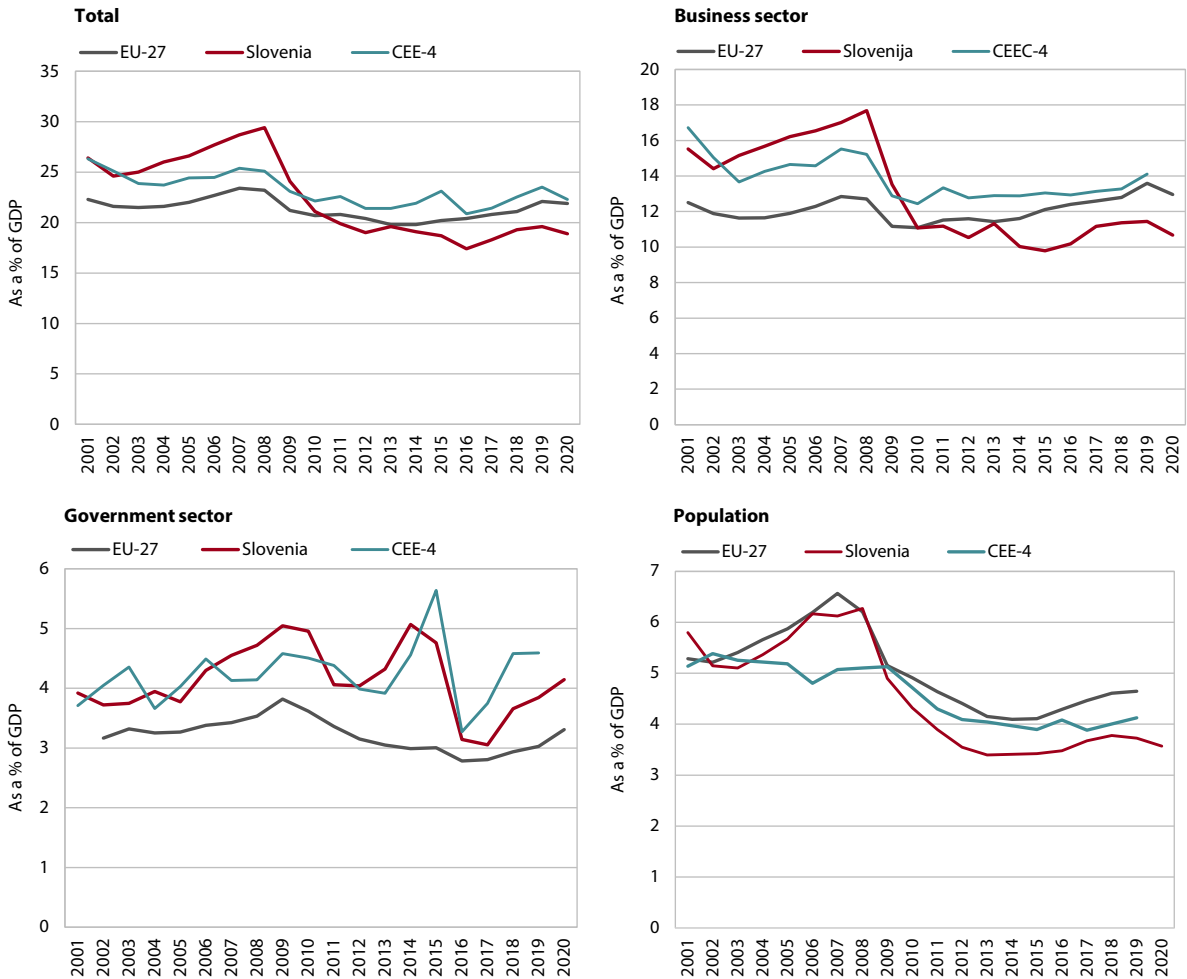 Total
EU-27 Slovenia CEE-4
As a % of GDP
35
30
25
20
15
10
5
0
2001 2002 2003 2004 2005 2006 2007 2008 2009 2010 2011 2012 2013 2014 2015 2016 2017 2018 2019 2020
Business sector
EU-27 Slovenija CEEC-4
As a % of GDP
20
18
16
14
12
10
8
6
4
2
0
2001 2002 2003 2004 2005 2006 2007 2008 2009 2010 2011 2012 2013 2014 2015 2016 2017 2018 2019 2020
Government sector
EU-27 Slovenia CEE-4
As a % of GDP
6
5
4
3
2
1
0
2001 2002 2003 2004 2005 2006 2007 2008 2009 2010 2011 2012 2013 2014 2015 2016 2017 2018 2019 2020
Population
EU-27 Slovenia CEE-4
As a % of GDP
7
6
5
4
3
2
1
0
2001 2002 2003 2004 2005 2006 2007 2008 2009 2010 2011 2012 2013 2014 2015 2016 2017 2018 2019 2020